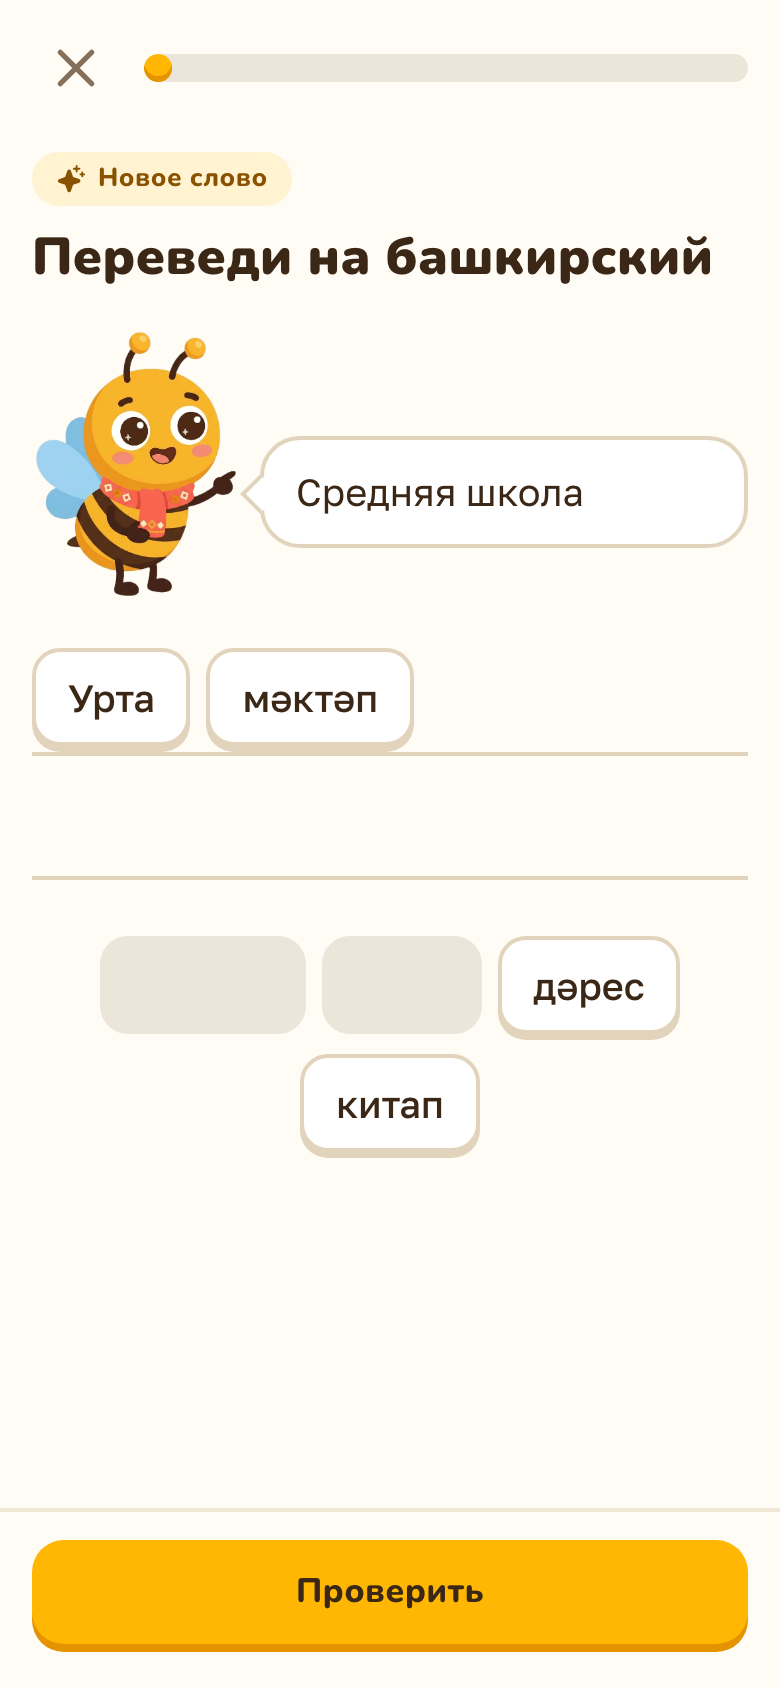 Новое слово
Переведи на башкирский
Средняя школа
Урта мәктәп
дәрес
китап
Проверить